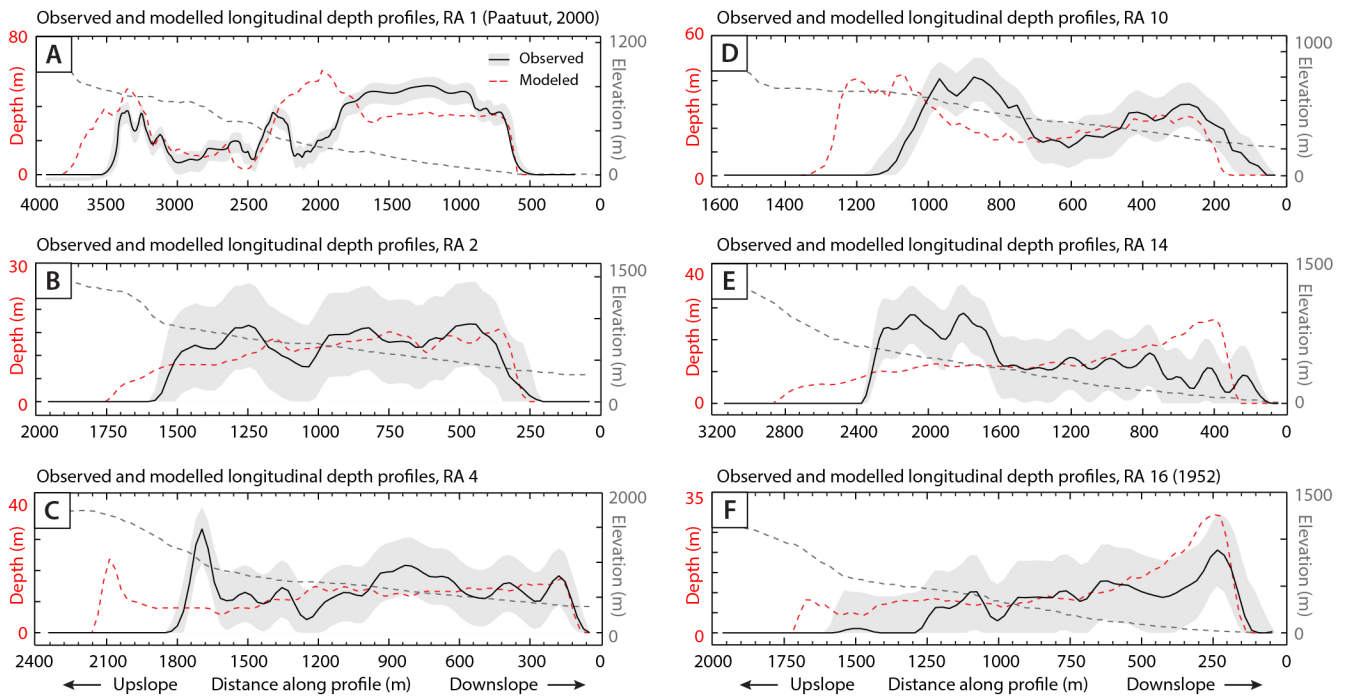 Observed and modelled longitudinal depth profiles, RA 1 (Paatuut, 2000)
80
1200
A
Observed
Modeled
Depth (m)
Elevation (m)
0
0
4000 3500 3000 2500 2000 1500 1000 500 0
Observed and modelled longitudinal depth profiles, RA 10
60
1000
D
Depth (m)
Elevation (m)
0
0
1600 1400 1200 1000 800 600 400 200 0
Observed and modelled longitudinal depth profiles, RA 2
30
1500
B
Depth (m)
Elevation (m)
0
0
2000 1750 1500 1250 1000 750 500 250 0
Observed and modelled longitudinal depth profiles, RA 14
40
1500
E
Depth (m)
Elevation (m)
0
0
3200 2800 2400 2000 1600 1200 800 400 0
Observed and modelled longitudinal depth profiles, RA 4
40
2000
C
Depth (m)
Elevation (m)
0
0
2400 2100 1800 1500 1200 900 600 300 0
Upslope Distance along profile (m) Downslope
Observed and modelled longitudinal depth profiles, RA 16 (1952)
35
1500
F
Depth (m)
Elevation (m)
0
0
2000 1750 1500 1250 1000 750 500 250 0
Upslope Distance along profile (m) Downslope